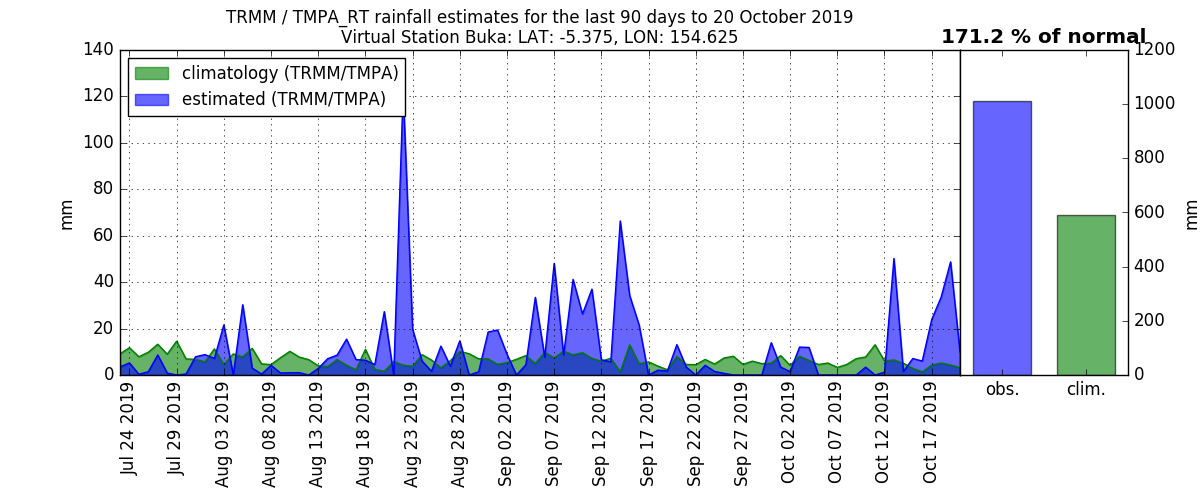 TRMM / TMPA_RT rainfall estimates for the last 90 days to 20 October 2019
Virtual Station Buka: LAT: -5.375, LON: 154.625
171.2 % of normal
climatology (TRMM/TMPA)
estimated (TRMM/TMPA)
140
120
100
80
60
40
20
0
mm
Jul 24 2019
Jul 29 2019
Aug 03 2019
Aug 08 2019
Aug 13 2019
Aug 18 2019
Aug 23 2019
Aug 28 2019
Sep 02 2019
Sep 07 2019
Sep 12 2019
Sep 17 2019
Sep 22 2019
Sep 27 2019
Oct 02 2019
Oct 07 2019
Oct 12 2019
Oct 17 2019
1200
1000
800
600
400
200
0
mm
obs.
clim.